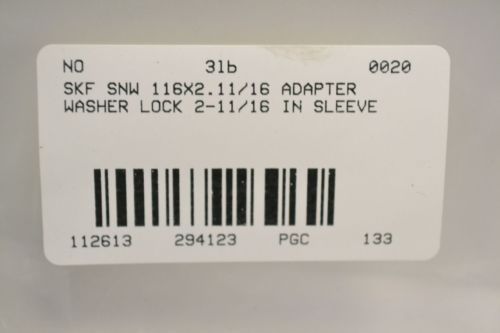 NO 3lb 0020
SKF SNW 116X2.11/16 ADAPTER
WASHER LOCK 2-11/16 IN SLEEVE
112613 294123 PGC 133